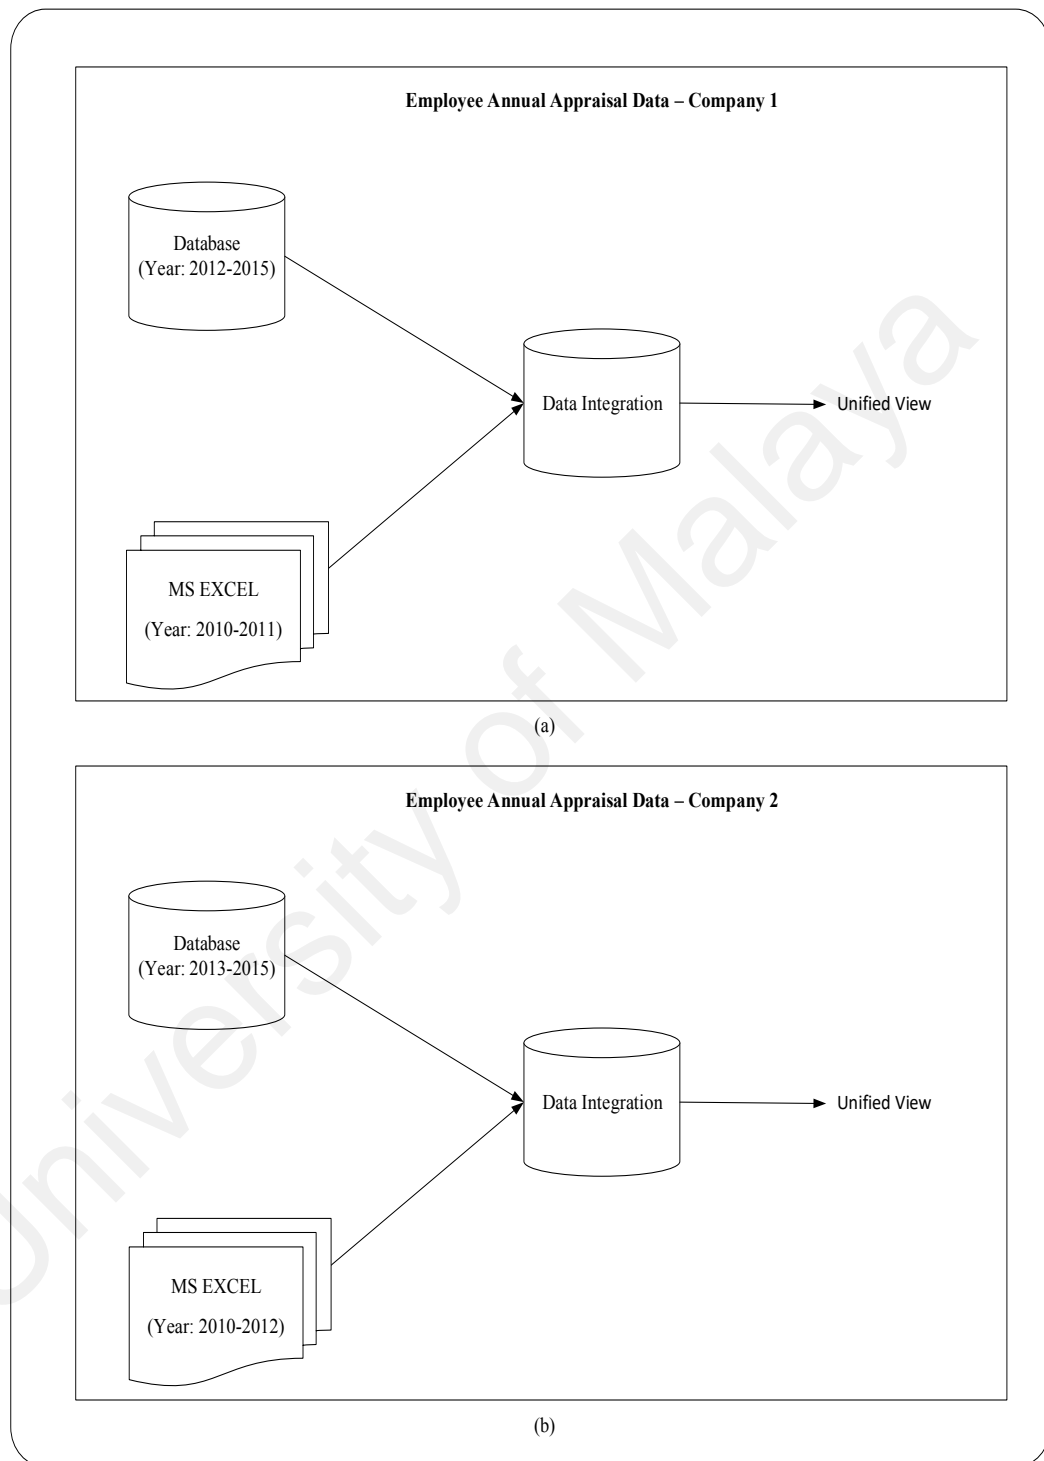 Employee Annual Appraisal Data – Company 1
Database
(Year: 2012-2015)
Data Integration
Unified View
MS EXCEL
(Year: 2010-2011)
(a)
Employee Annual Appraisal Data – Company 2
Database
(Year: 2013-2015)
Data Integration
Unified View
MS EXCEL
(Year: 2010-2012)
(b)
University of Malaya